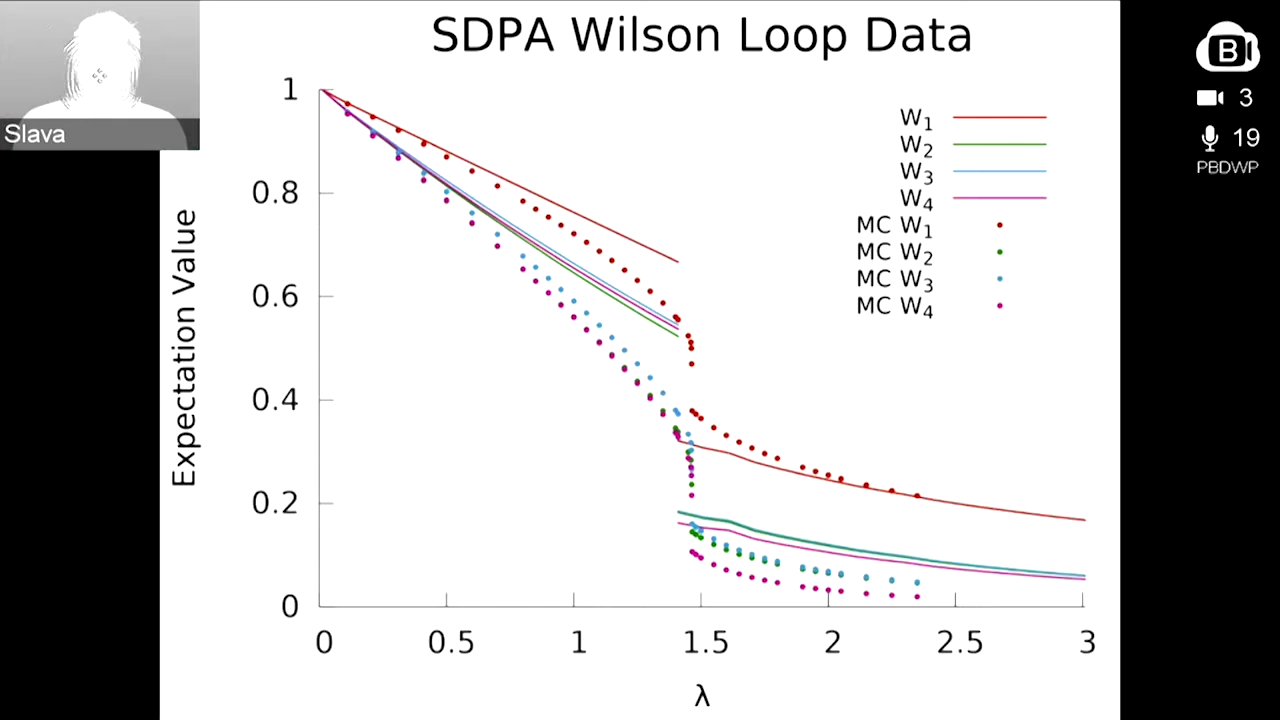 SDPA Wilson Loop Data
Slava
B
3
19
PBDWP
W1
W2
W3
W4
MC W1
MC W2
MC W3
MC W4
Expectation Value
1
0.8
0.6
0.4
0.2
0
0 0.5 1 1.5 2 2.5 3
λ